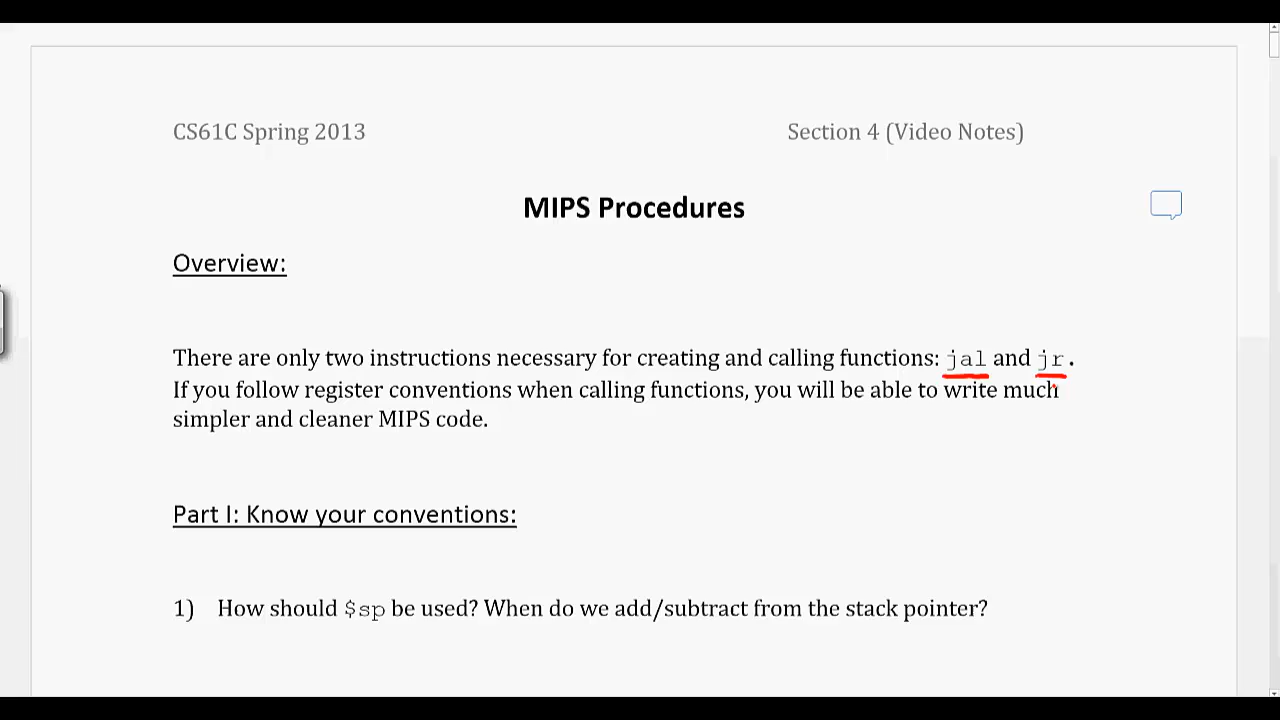 CS61C Spring 2013 Section 4 (Video Notes)
MIPS Procedures
Overview:
There are only two instructions necessary for creating and calling functions: jal and jr.
If you follow register conventions when calling functions, you will be able to write much
simpler and cleaner MIPS code.
Part I: Know your conventions:
1) How should $sp be used? When do we add/subtract from the stack pointer?